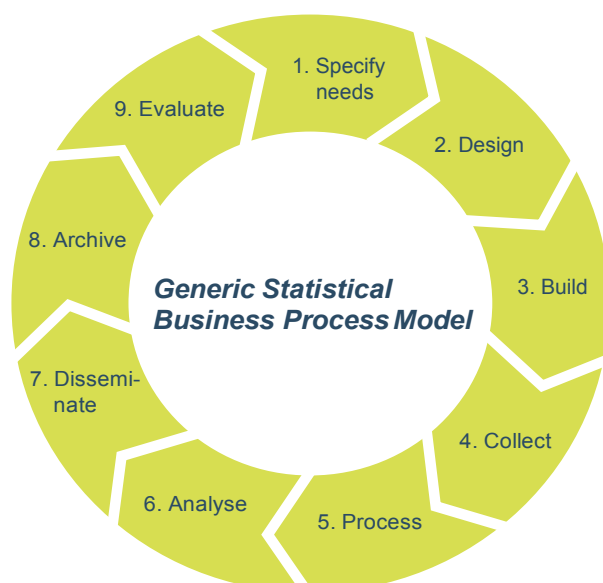 1. Specify
needs
2. Design
3. Build
4. Collect
5. Process
6. Analyse
7. Dissemi-
nate
8. Archive
9. Evaluate
Generic Statistical
Business Process Model